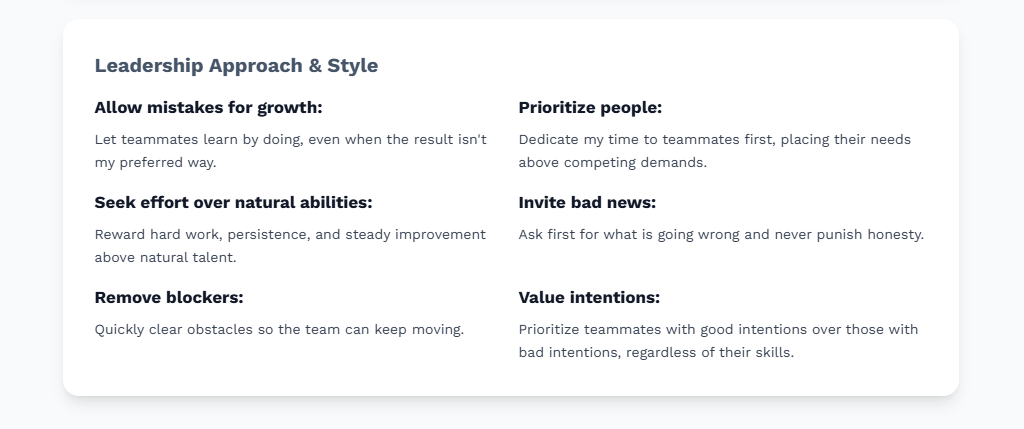 Leadership Approach & Style
Allow mistakes for growth:
Let teammates learn by doing, even when the result isn't
my preferred way.
Prioritize people:
Dedicate my time to teammates first, placing their needs
above competing demands.
Seek effort over natural abilities:
Reward hard work, persistence, and steady improvement
above natural talent.
Invite bad news:
Ask first for what is going wrong and never punish honesty.
Remove blockers:
Quickly clear obstacles so the team can keep moving.
Value intentions:
Prioritize teammates with good intentions over those with
bad intentions, regardless of their skills.